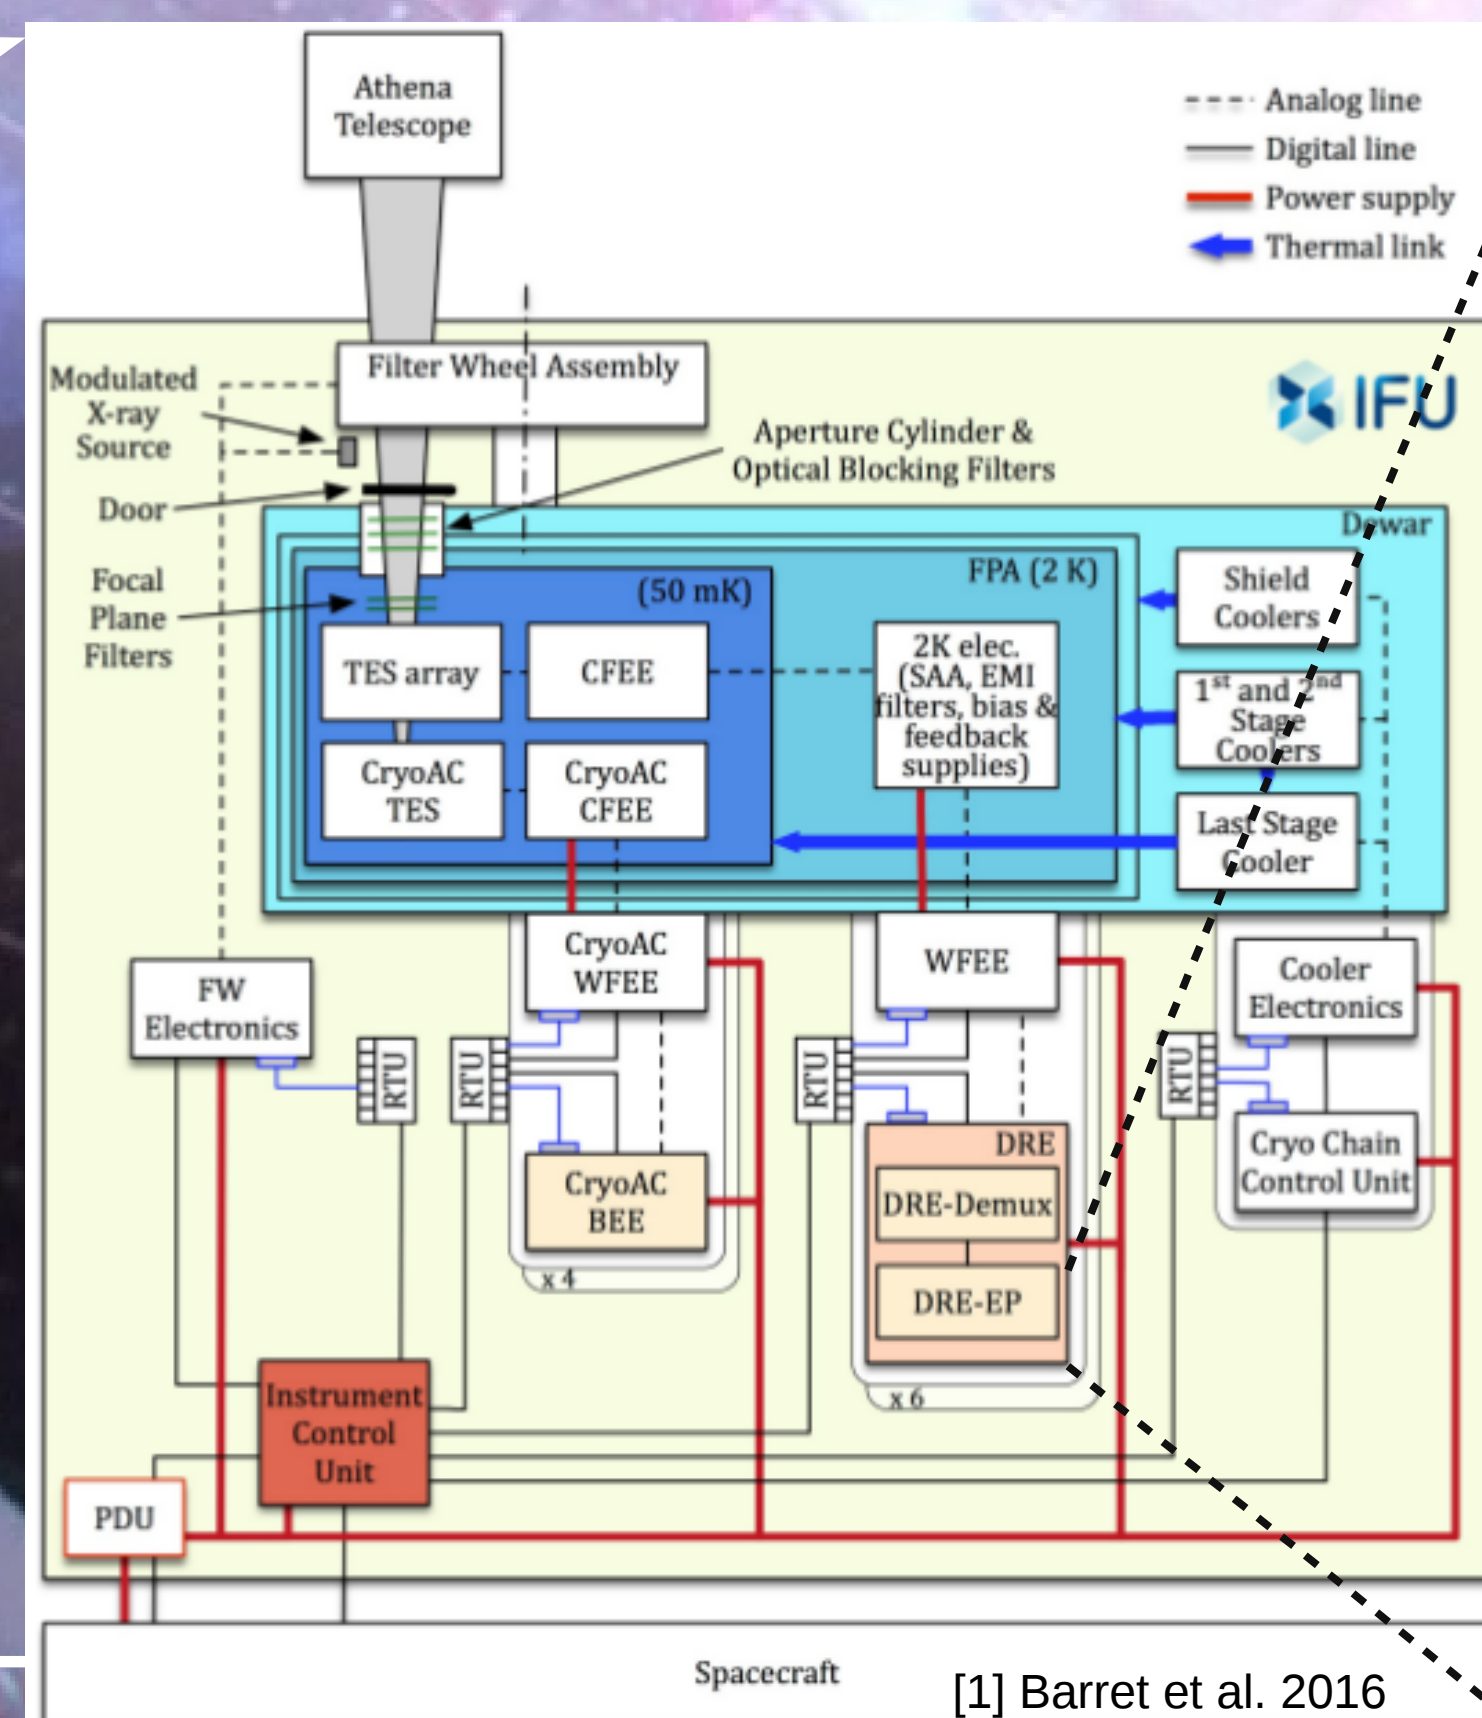 Athena
Telescope
Analog line
Digital line
Power supply
Thermal link
Modulated
X-ray
Source
Filter Wheel Assembly
IFU
Aperture Cylinder &
Optical Blocking Filters
Door
Dewar
Focal
Plane
Filters
(50 mK)
FPA (2 K)
Shield
Coolers
TES array
CFEE
2K elec.
(SAA, EMI
filters, bias &
feedback
supplies)
1st and 2nd
Stage
Coolers
CryoAC
TES
CryoAC
CFEE
Last Stage
Cooler
CryoAC
WFEE
WFEE
Cooler
Electronics
FW
Electronics
RTU
RTU
RTU
RTU
CryoAC
BEE
x 4
DRE
DRE-Demux
DRE-EP
x 6
Cryo Chain
Control Unit
Instrument
Control
Unit
PDU
Spacecraft
[1] Barret et al. 2016